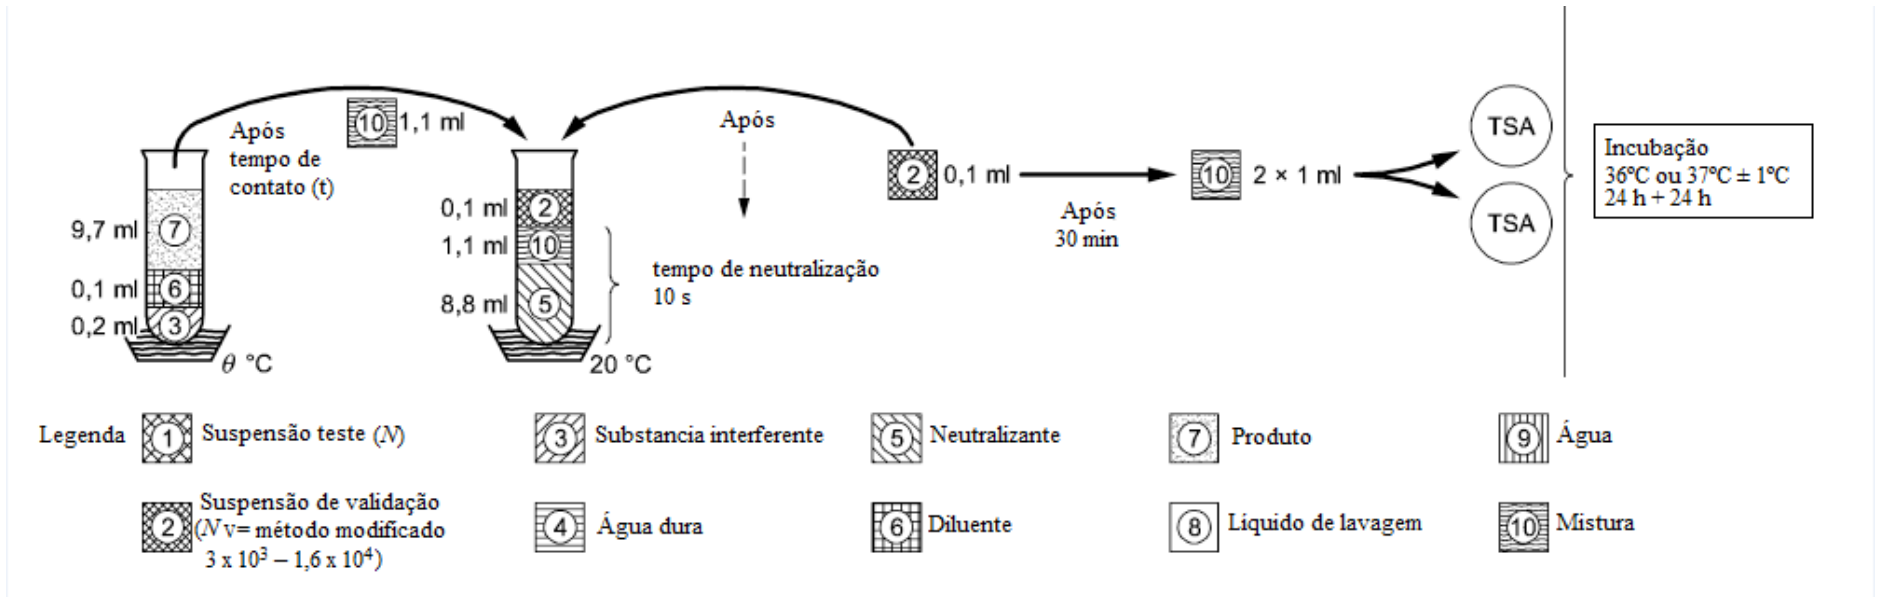 Após
tempo de
contato (t)
10 1,1 ml
9,7 ml 7
0,1 ml 6
0,2 ml 3
θ °C
0,1 ml 2
1,1 ml 10
8,8 ml 5
20 °C
Após
tempo de neutralização
10 s
2 0,1 ml
Após
30 min
10 2 × 1 ml
TSA
TSA
Incubação
36ºC ou 37ºC ± 1ºC
24 h + 24 h
Legenda 1 Suspensão teste (N)
3 Substancia interferente
5 Neutralizante
7 Produto
9 Água
2 Suspensão de validação
(Nv= método modificado
3 x 10³ – 1,6 x 10⁴)
4 Água dura
6 Diluente
8 Líquido de lavagem
10 Mistura